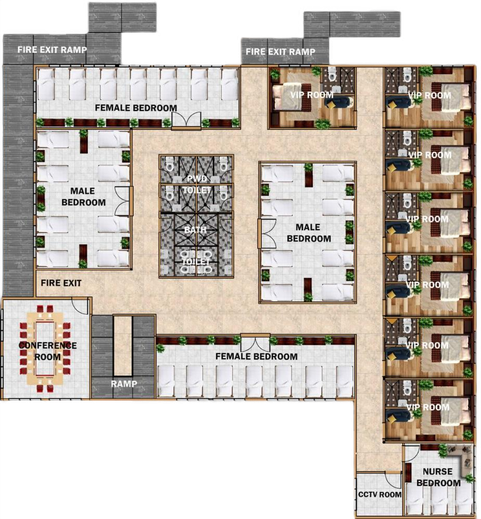 FIRE EXIT RAMP
FIRE EXIT RAMP
VIP ROOM
VIP ROOM
FEMALE BEDROOM
VIP ROOM
PWD
TOILET
MALE
BEDROOM
VIP ROOM
BATH
MALE
BEDROOM
TOILET
FIRE EXIT
VIP ROOM
CONFERENCE
ROOM
FEMALE BEDROOM
VIP ROOM
RAMP
VIP ROOM
NURSE
BEDROOM
CCTV ROOM